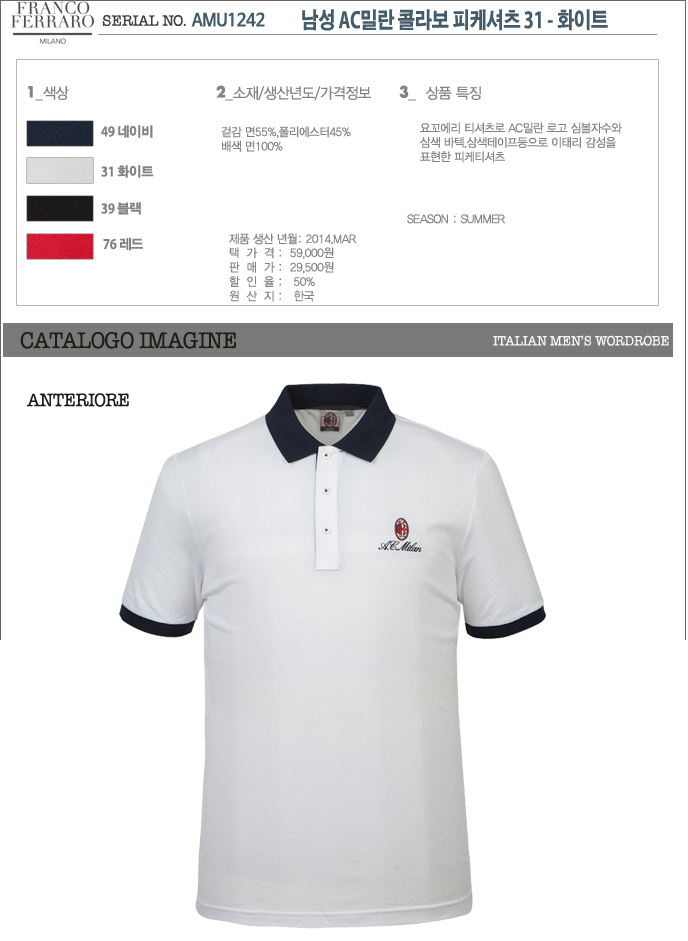 FRANCO
FERRARO
MILANO
SERIAL NO. AMU1242
남성 AC밀란 콜라보 피케셔츠 31 - 화이트
1_색상
49 네이비
31 화이트
39 블랙
76 레드
2_소재/생산년도/가격정보
겉감 면55%,폴리에스터45%
배색 면100%
제품 생산 년월: 2014,MAR
택 가 격 : 59,000원
판 매 가 : 29,500원
할 인 율 : 50%
원 산 지 : 한국
3_ 상품 특징
요꼬에리 티셔츠로 AC밀란 로고 심볼자수와
삼색 바텍,삼색테이프등으로 이태리 감성을
표현한 피케티셔츠
SEASON : SUMMER
CATALOGO IMAGINE
ITALIAN MEN'S WORDROBE
ANTERIORE
A.C.Milan